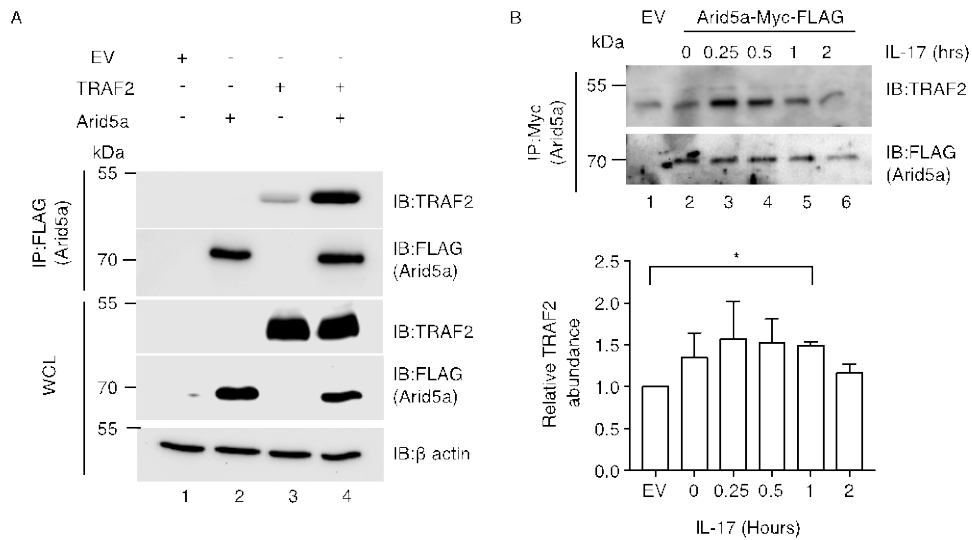 A
EV + - - -
TRAF2 - - + +
Arid5a - + - +
kDa
55
IB:TRAF2
IP:FLAG
(Arid5a)
70
IB:FLAG
(Arid5a)
55
IB:TRAF2
WCL
70
IB:FLAG
(Arid5a)
55
IB:β actin
1 2 3 4
B
EV Arid5a-Myc-FLAG
kDa 0 0.25 0.5 1 2 IL-17 (hrs)
55
IB:TRAF2
IP:Myc
(Arid5a)
70
IB:FLAG
(Arid5a)
1 2 3 4 5 6
Relative TRAF2
abundance
2.5
2.0
1.5
1.0
0.5
0.0
*
EV 0 0.25 0.5 1 2
IL-17 (Hours)